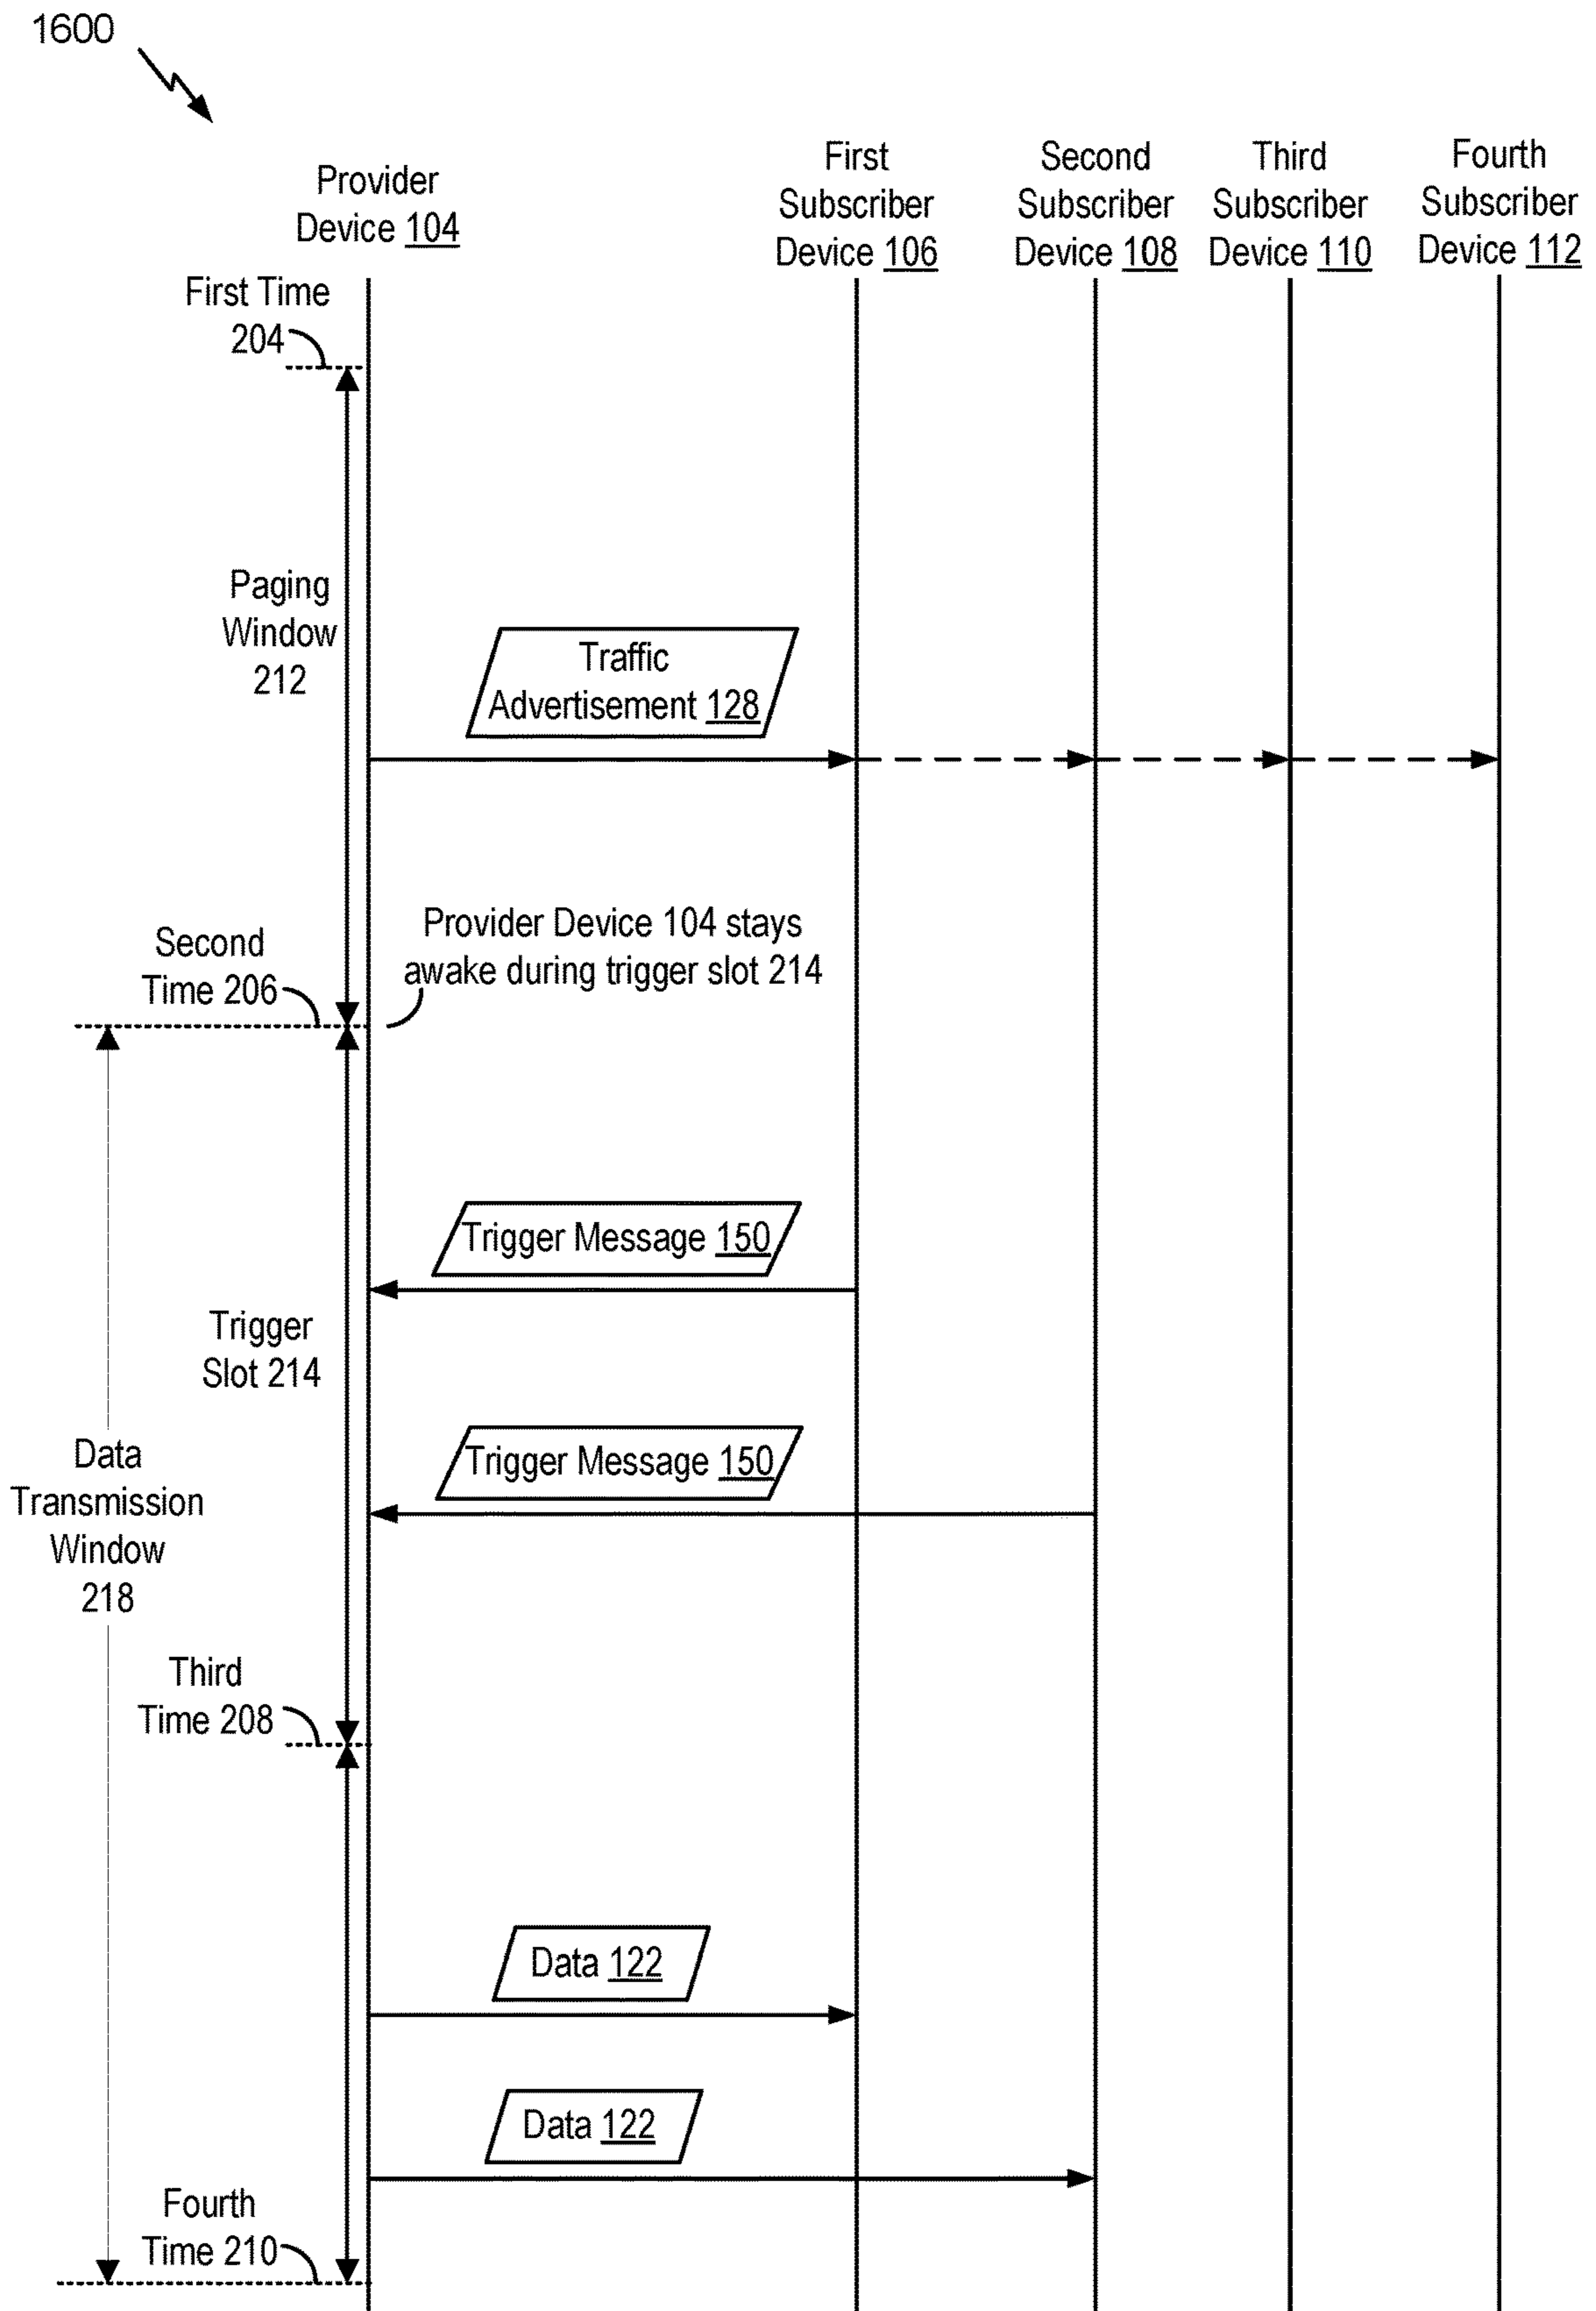 1600
Provider
Device 104
First
Subscriber
Device 106
Second
Subscriber
Device 108
Third
Subscriber
Device 110
Fourth
Subscriber
Device 112
First Time
204
Paging
Window
212
Traffic
Advertisement 128
Second
Time 206
Provider Device 104 stays
awake during trigger slot 214
Trigger Message 150
Trigger
Slot 214
Trigger Message 150
Data
Transmission
Window
218
Third
Time 208
Data 122
Data 122
Fourth
Time 210